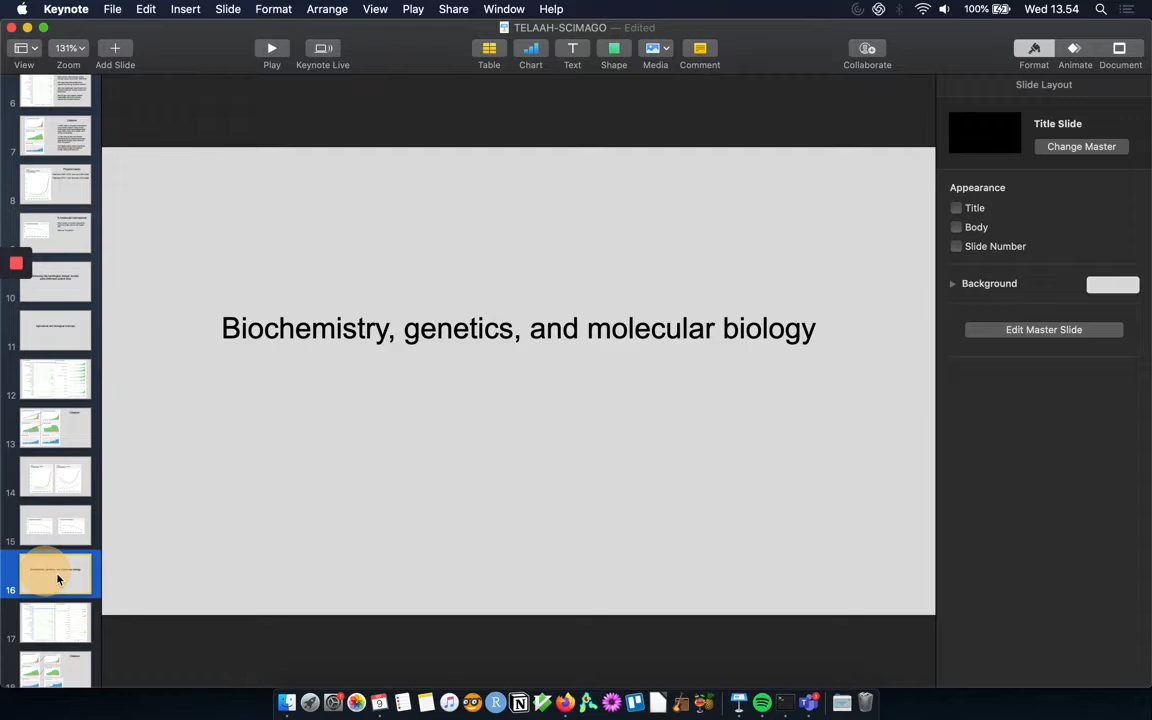 Keynote File Edit Insert Slide Format Arrange View Play Share Window Help 100% Wed 13.54
TELAAH-SCIMAGO — Edited
131%
View Zoom Add Slide Play Keynote Live Table Chart Text Shape Media Comment Collaborate Format Animate Document
Slide Layout
Title Slide
Change Master
Appearance
Title
Body
Slide Number
Background
Edit Master Slide
6
7
8
10
11
12
13
14
15
16
17
Biochemistry, genetics, and molecular biology